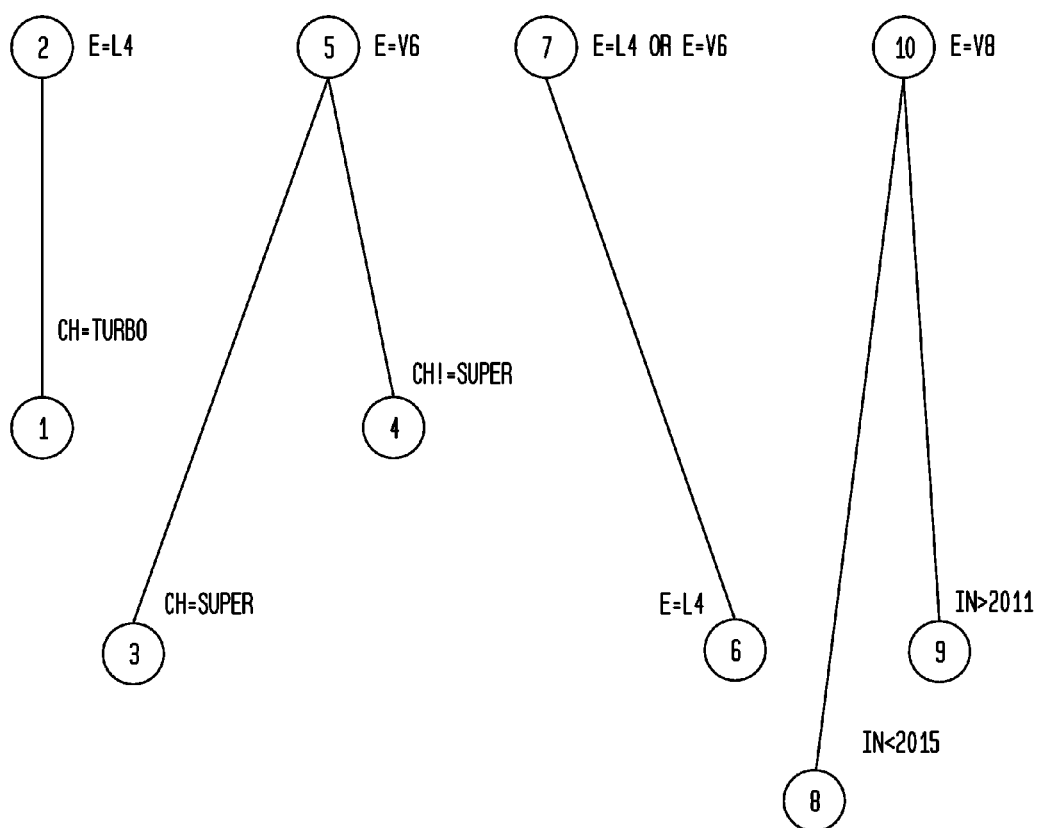 2 E=L4 5 E=V6 7 E=L4 OR E=V6 10 E=V8
CH=TURBO
CH!=SUPER
1 4
CH=SUPER E=L4 IN>2011
3 6 9
IN<2015
8